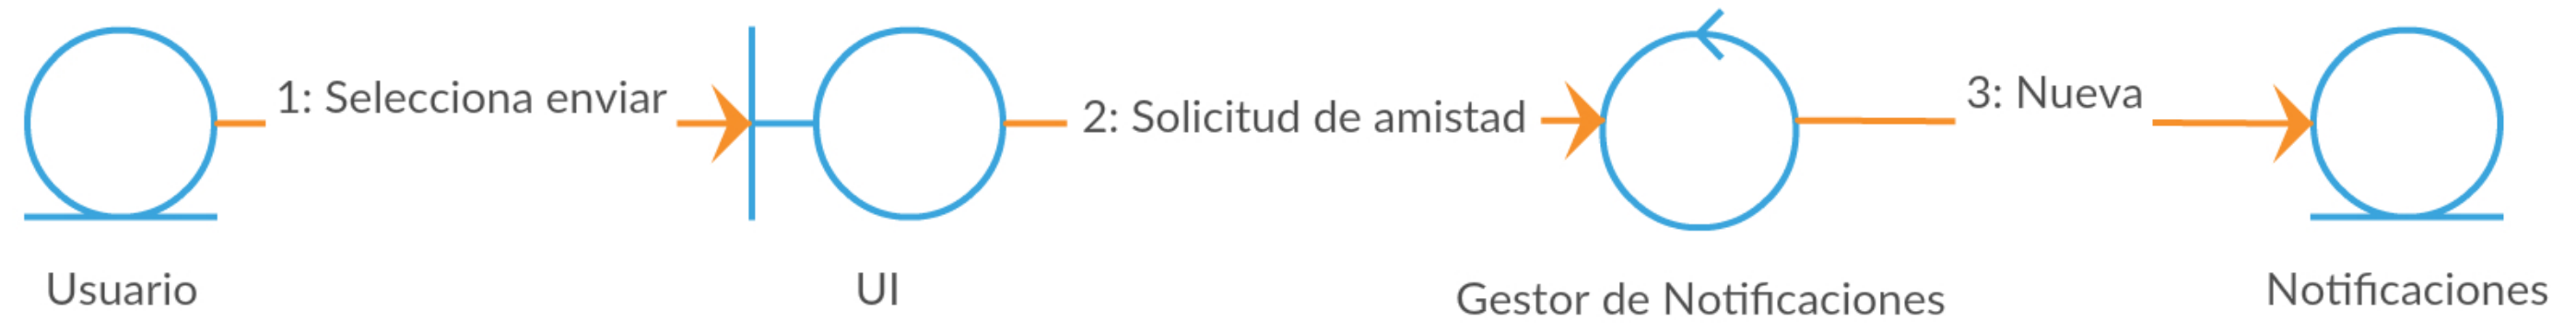 1: Selecciona enviar
2: Solicitud de amistad
3: Nueva
Usuario
UI
Gestor de Notificaciones
Notificaciones